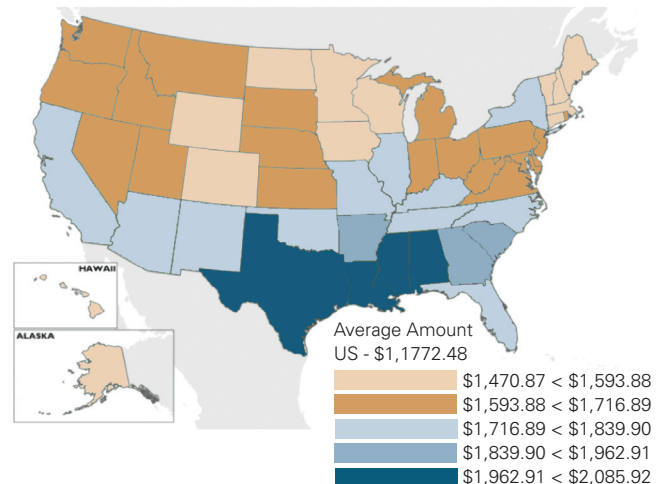 HAWAII
ALASKA
Average Amount
US - $1,1772.48
$1,470.87 < $1,593.88
$1,593.88 < $1,716.89
$1,716.89 < $1,839.90
$1,839.90 < $1,962.91
$1,962.91 < $2,085.92